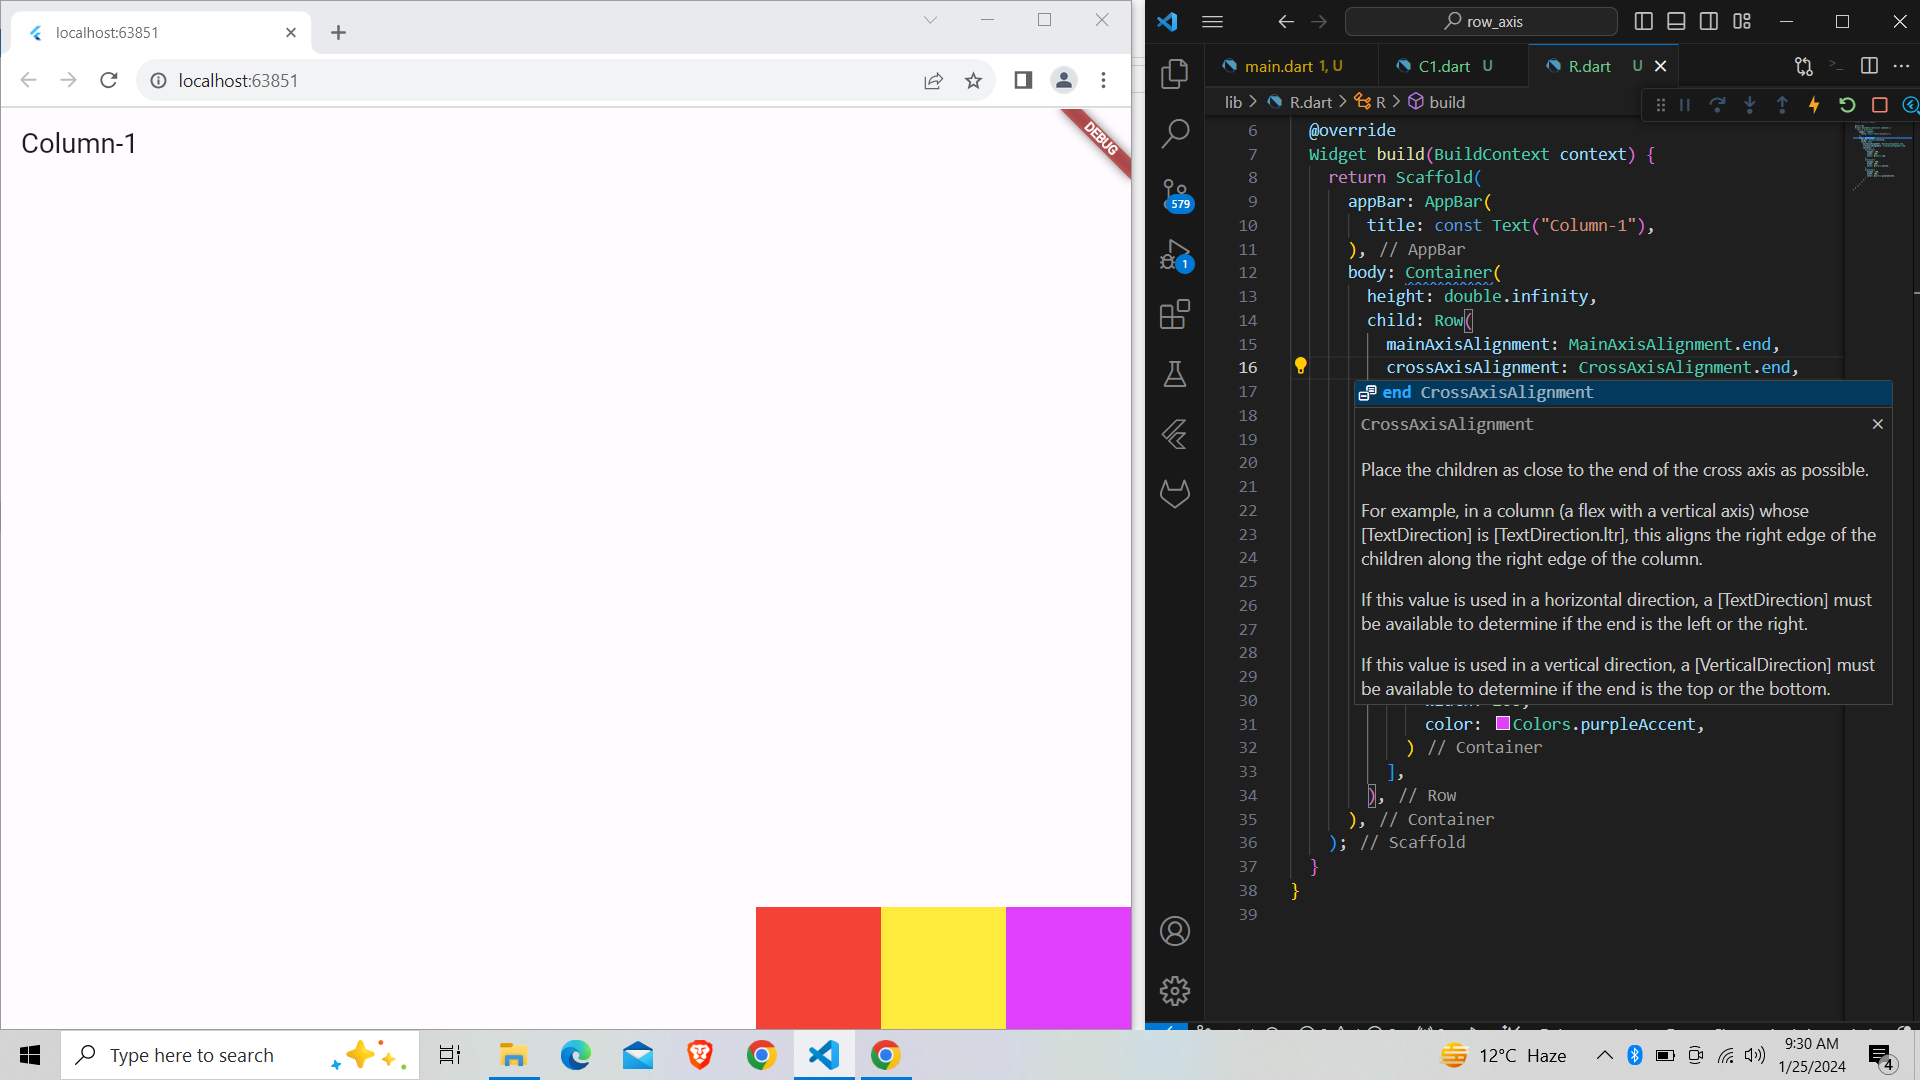 localhost:63851
localhost:63851
DEBUG
Column-1
row_axis
main.dart 1, U
C1.dart U
R.dart U
lib > R.dart > R > build
6 @override
7 Widget build(BuildContext context) {
8 return Scaffold(
9 appBar: AppBar(
10 title: const Text("Column-1"),
11 ), // AppBar
12 body: Container(
13 height: double.infinity,
14 child: Row(
15 mainAxisAlignment: MainAxisAlignment.end,
16 crossAxisAlignment: CrossAxisAlignment.end,
17
18
19
20
21
22
23
24
25
26
27
28
29
30
end CrossAxisAlignment
CrossAxisAlignment
Place the children as close to the end of the cross axis as possible.
For example, in a column (a flex with a vertical axis) whose
[TextDirection] is [TextDirection.ltr], this aligns the right edge of the
children along the right edge of the column.
If this value is used in a horizontal direction, a [TextDirection] must
be available to determine if the end is the left or the right.
If this value is used in a vertical direction, a [VerticalDirection] must
be available to determine if the end is the top or the bottom.
31 color: Colors.purpleAccent,
32 ) // Container
33 ],
34 ), // Row
35 ), // Container
36 ); // Scaffold
37 }
38 }
39
579
1
Type here to search
12°C Haze
9:30 AM
1/25/2024
4